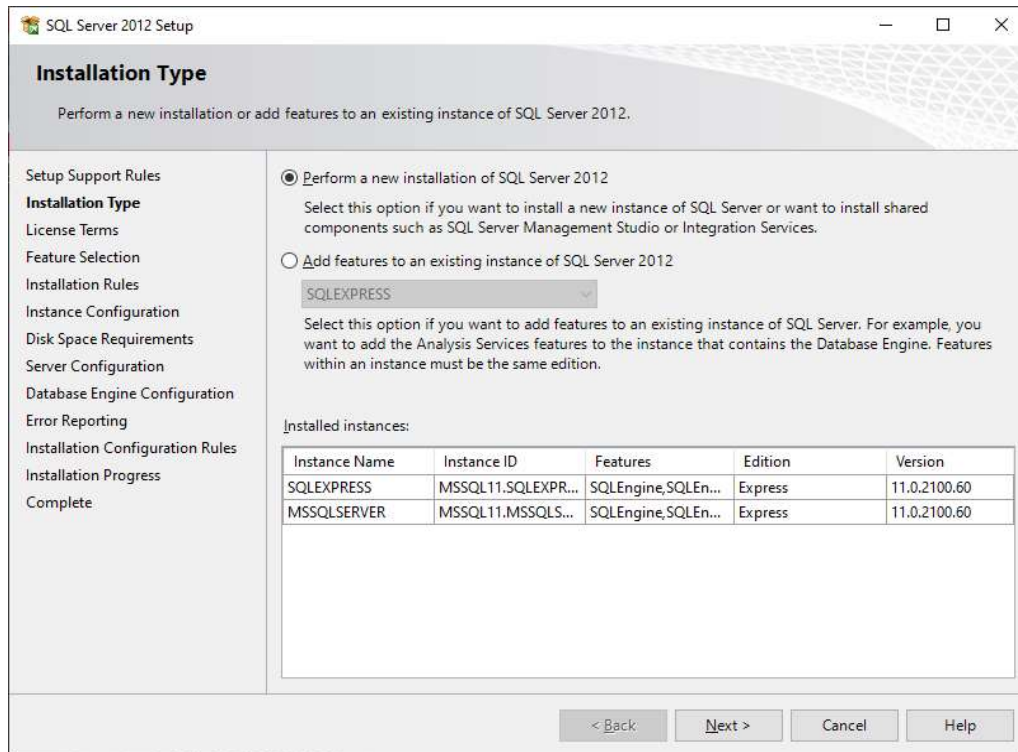 SQL Server 2012 Setup
Installation Type
Perform a new installation or add features to an existing instance of SQL Server 2012.
Setup Support Rules
Installation Type
License Terms
Feature Selection
Installation Rules
Instance Configuration
Disk Space Requirements
Server Configuration
Database Engine Configuration
Error Reporting
Installation Configuration Rules
Installation Progress
Complete
Perform a new installation of SQL Server 2012
Select this option if you want to install a new instance of SQL Server or want to install shared
components such as SQL Server Management Studio or Integration Services.
Add features to an existing instance of SQL Server 2012
SQLEXPRESS
Select this option if you want to add features to an existing instance of SQL Server. For example, you
want to add the Analysis Services features to the instance that contains the Database Engine. Features
within an instance must be the same edition.
Installed instances:
Instance Name Instance ID Features Edition Version
SQLEXPRESS MSSQL11.SQLEXPR... SQLEngine,SQLEn... Express 11.0.2100.60
MSSQLSERVER MSSQL11.MSSQLS... SQLEngine,SQLEn... Express 11.0.2100.60
< Back Next > Cancel Help